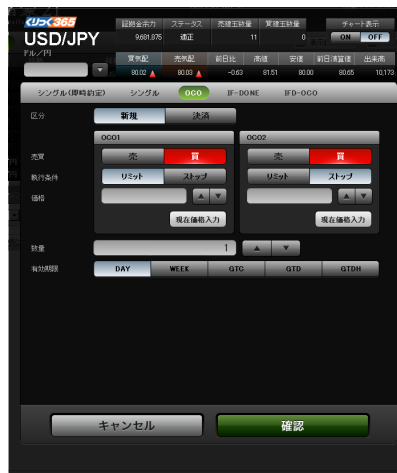 くりっく365
USD/JPY
ドル/円
証拠金余力 ステータス 売建玉数量 買建玉数量 チャート表示
9,681,875 適正 11 0 ON OFF
買気配 売気配 前日比 高値 安値 前日清算値 出来高
80.02 ▲ 80.03 ▲ -0.63 81.51 80.00 80.65 10,173
シングル(即時約定) シングル OCO IF-DONE IFD-OCO
区分 新規 決済
OCO1 OCO2
売買 売 買 売 買
執行条件 リミット ストップ リミット ストップ
価格 ▲ ▼ ▲ ▼
現在価格入力 現在価格入力
数量 1 ▲ ▼
有効期限 DAY WEEK GTC GTD GTDH
キャンセル 確認